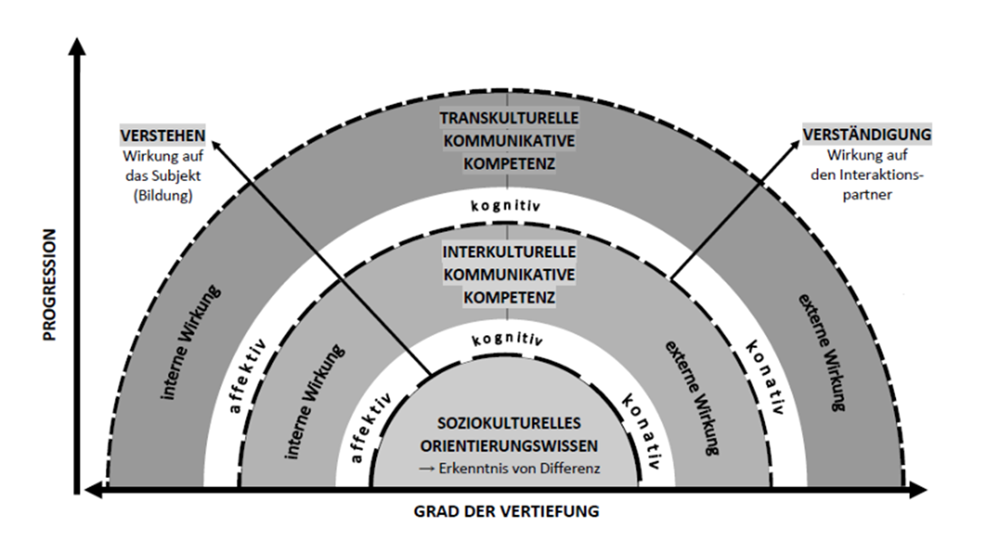 TRANSKULTURELLE
KOMMUNIKATIVE
KOMPETENZ
VERSTEHEN
Wirkung auf
das Subjekt
(Bildung)
VERSTÄNDIGUNG
Wirkung auf
den Interaktions-
partner
kognitiv
INTERKULTURELLE
KOMMUNIKATIVE
KOMPETENZ
interne Wirkung
affektiv
konativ
externe Wirkung
kognitiv
interne Wirkung
affektiv
konativ
externe Wirkung
SOZIOKULTURELLES
ORIENTIERUNGSWISSEN
→ Erkenntnis von Differenz
PROGRESSION
GRAD DER VERTIEFUNG